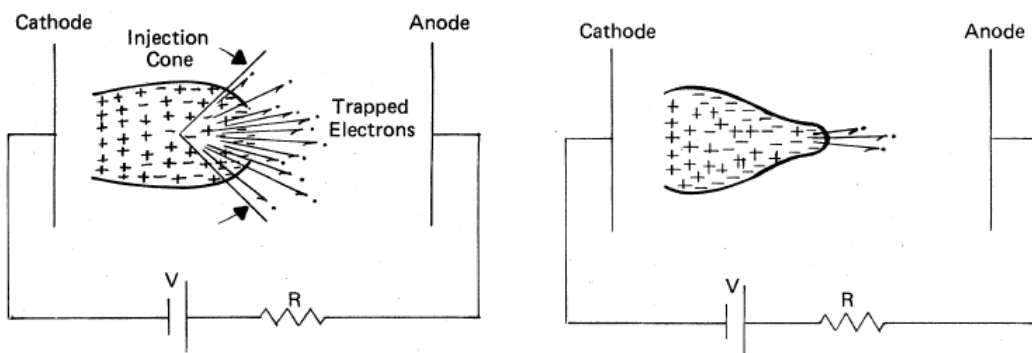 Cathode
Anode
Injection
Cone
Trapped
Electrons
V
R
Cathode
Anode
V
R